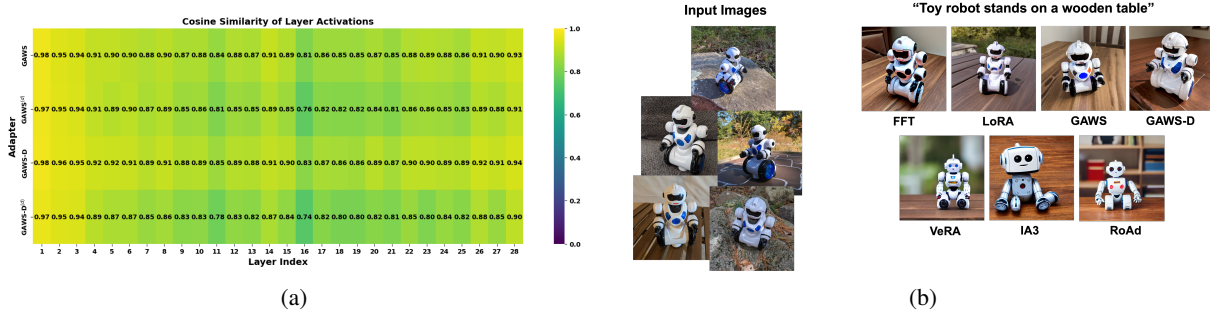 Cosine Similarity of Layer Activations
Adapter
GAWS 0.98 0.95 0.94 0.91 0.90 0.90 0.88 0.90 0.87 0.88 0.84 0.88 0.87 0.91 0.89 0.81 0.86 0.85 0.85 0.87 0.85 0.88 0.88 0.88 0.86 0.91 0.90 0.93
GAWS 0.97 0.95 0.94 0.91 0.89 0.90 0.87 0.89 0.85 0.86 0.81 0.85 0.85 0.89 0.85 0.76 0.82 0.82 0.82 0.84 0.81 0.86 0.86 0.85 0.83 0.89 0.88 0.91
GAWS-D 0.98 0.96 0.95 0.92 0.92 0.91 0.89 0.91 0.88 0.89 0.85 0.89 0.88 0.91 0.90 0.83 0.87 0.86 0.86 0.89 0.87 0.90 0.90 0.89 0.89 0.92 0.91 0.94
GAWS-D 0.97 0.95 0.94 0.89 0.87 0.87 0.85 0.86 0.83 0.83 0.78 0.83 0.82 0.87 0.84 0.74 0.82 0.80 0.80 0.82 0.81 0.85 0.80 0.84 0.82 0.88 0.85 0.90
1 2 3 4 5 6 7 8 9 10 11 12 13 14 15 16 17 18 19 20 21 22 23 24 25 26 27 28
Layer Index
1.0
0.8
0.6
0.4
0.2
0.0
(a)
Input Images
“Toy robot stands on a wooden table”
FFT LoRA GAWS GAWS-D
VeRA IA3 RoAd
(b)